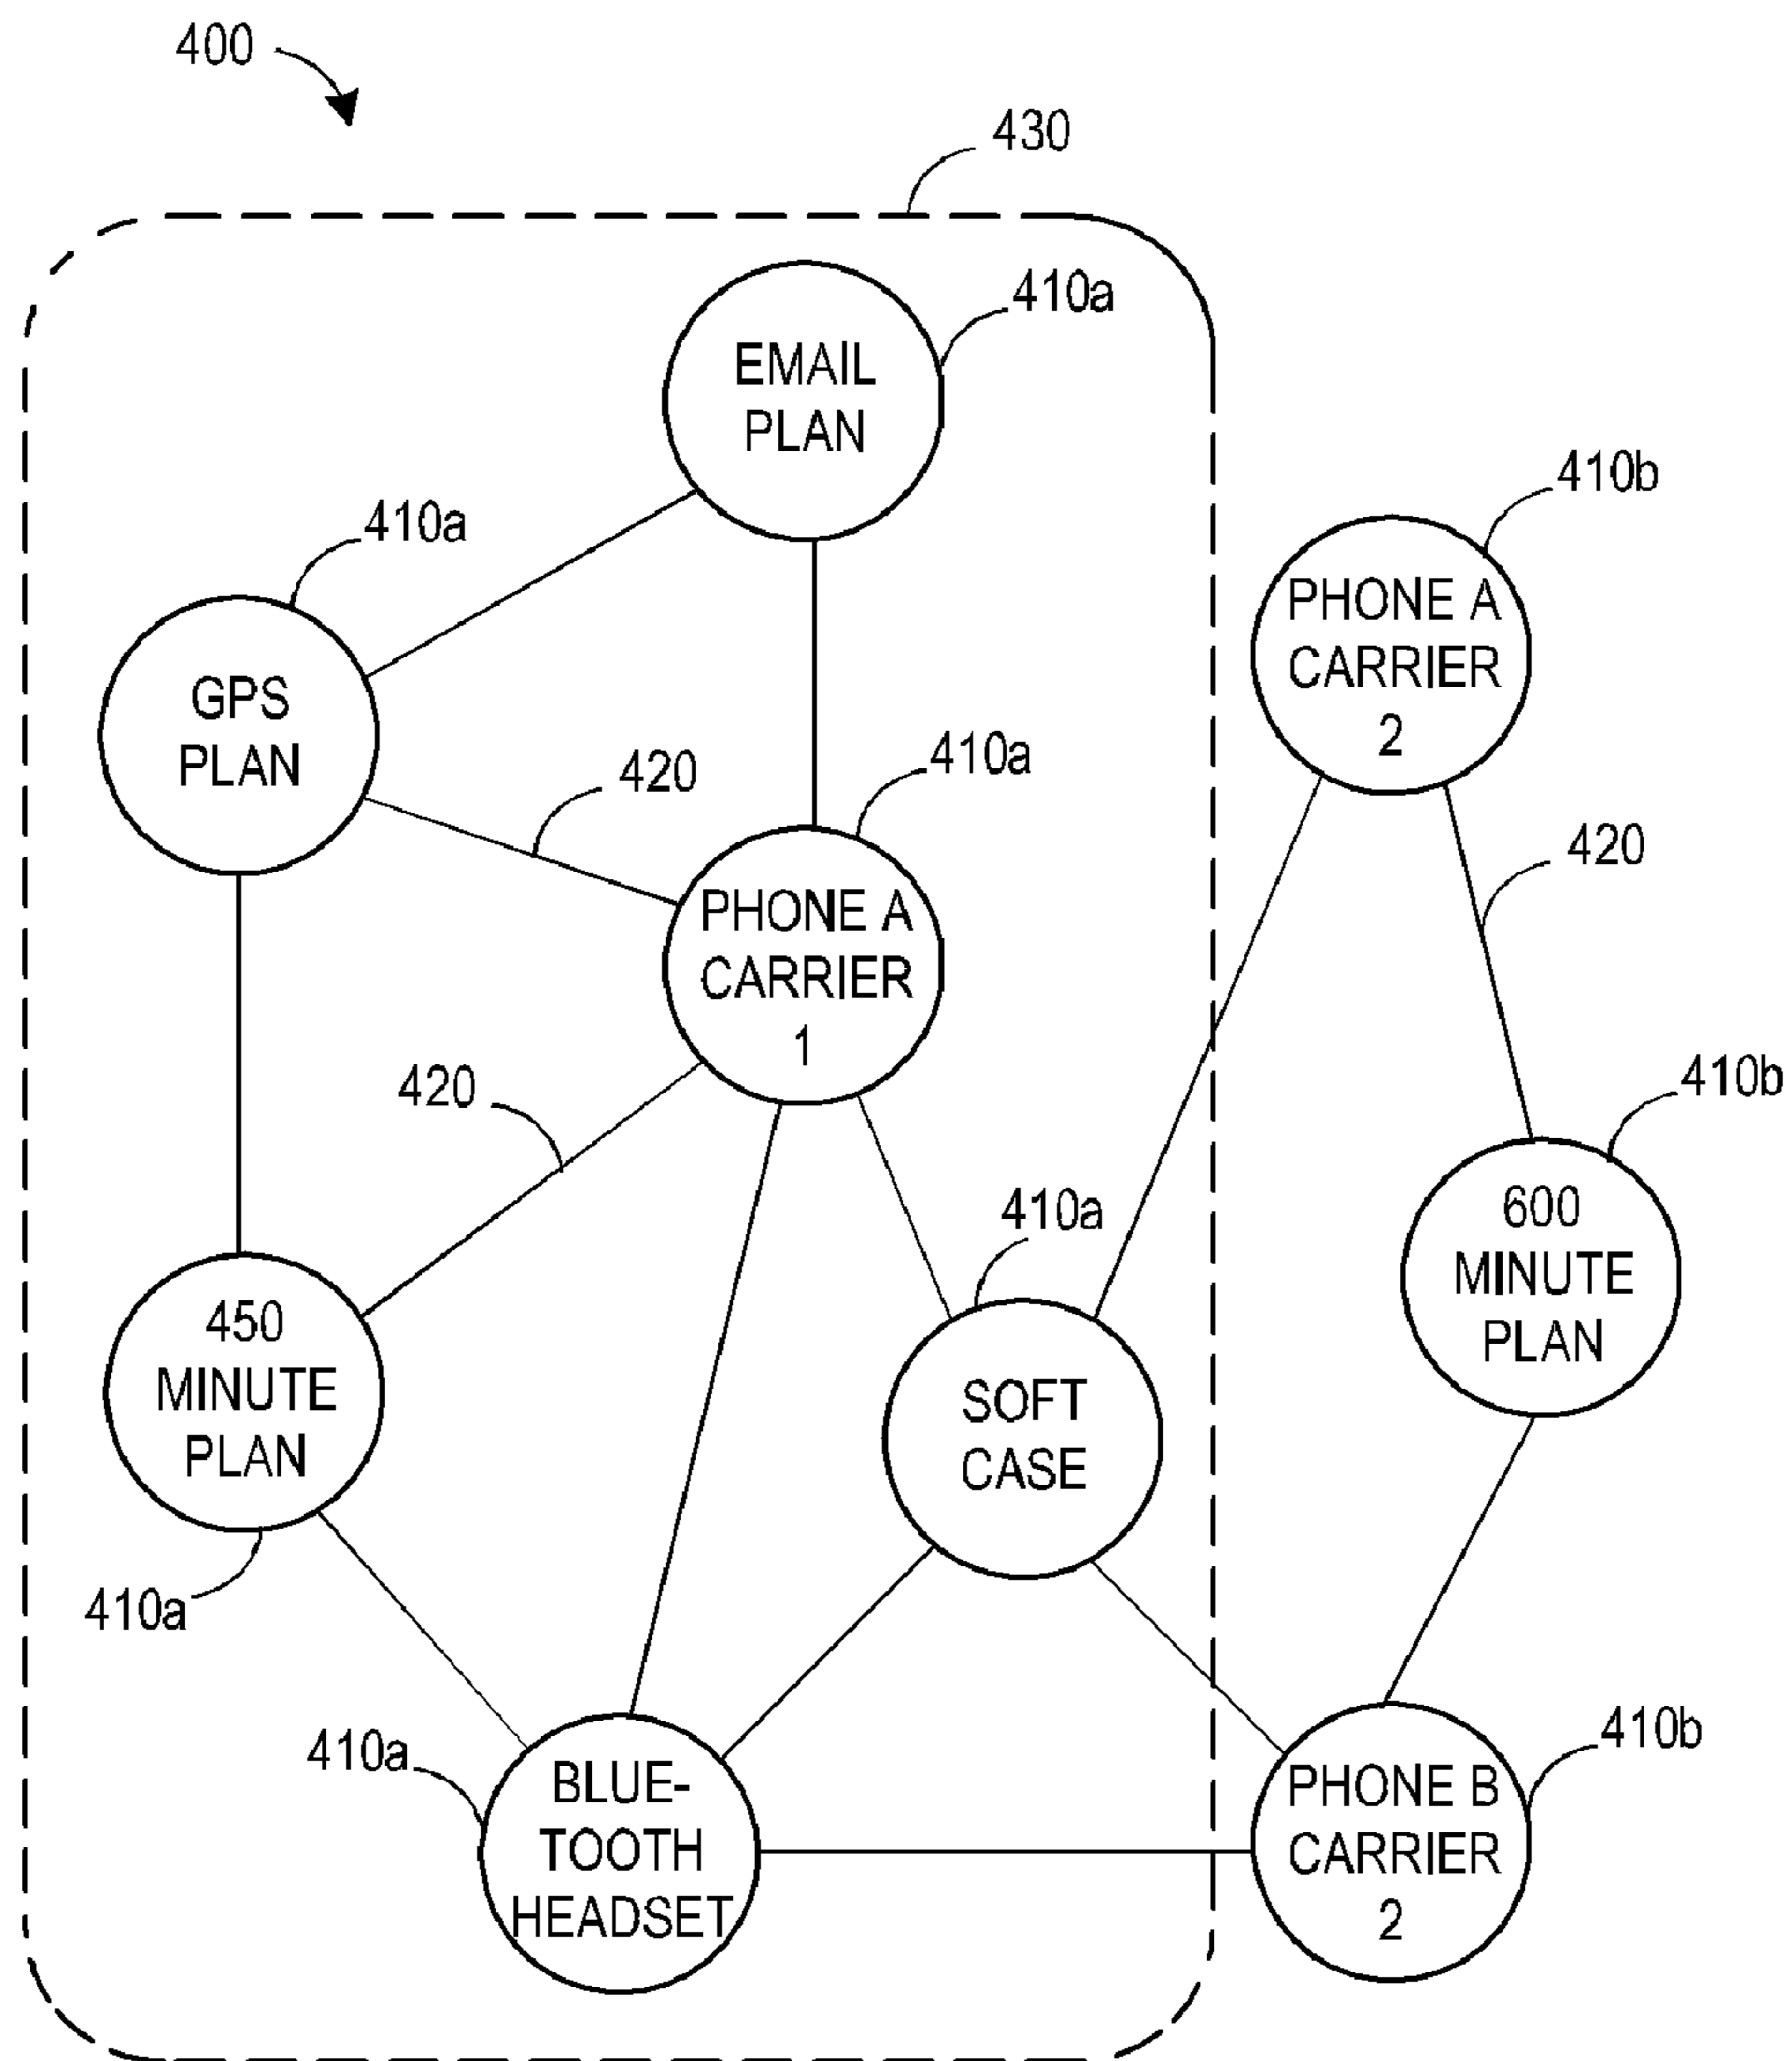 400
430
410a
EMAIL
PLAN
410b
410a
PHONE A
CARRIER
2
GPS
PLAN
420
410a
420
PHONE A
CARRIER
1
420
410b
410a
600
MINUTE
PLAN
450
MINUTE
PLAN
SOFT
CASE
410a
410a
410b
BLUE-
TOOTH
HEADSET
PHONE B
CARRIER
2